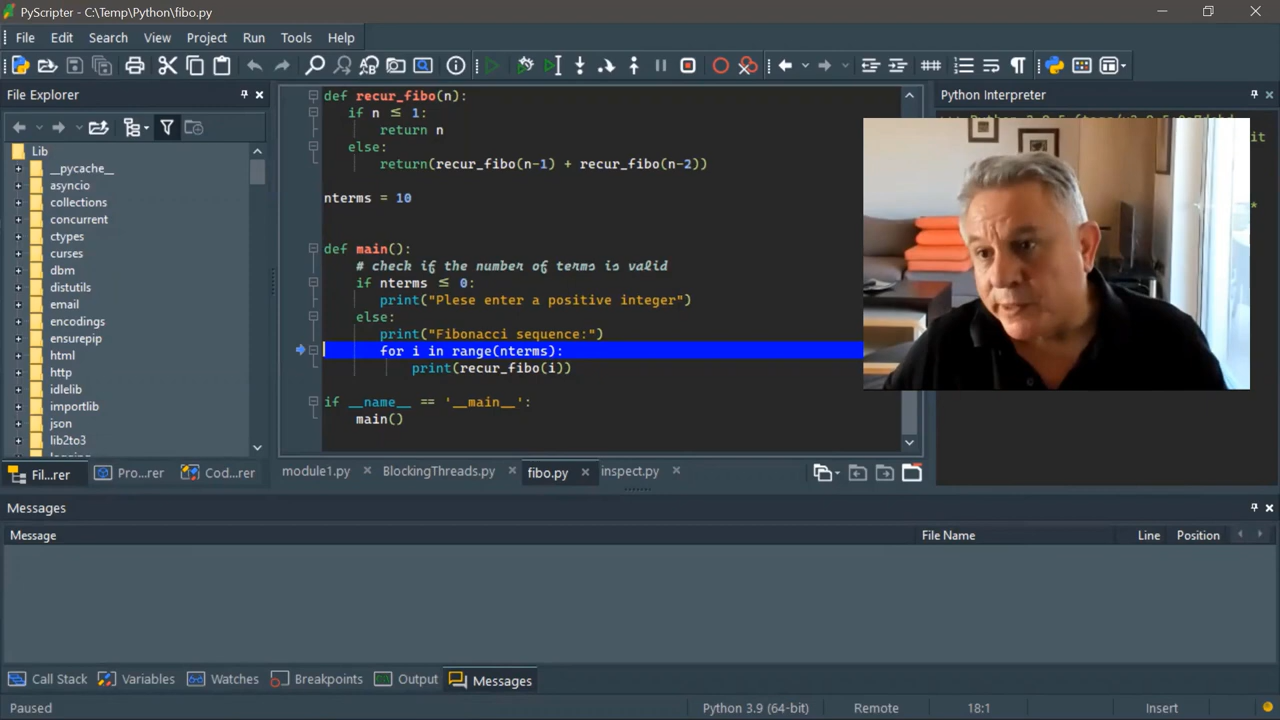 PyScripter - C:\Temp\Python\fibo.py
File Edit Search View Project Run Tools Help
File Explorer
Lib
__pycache__
asyncio
collections
concurrent
ctypes
curses
dbm
distutils
email
encodings
ensurepip
html
http
idlelib
importlib
json
lib2to3
Fil...rer Pro...rer Cod...rer
def recur_fibo(n):
if n ≤ 1:
return n
else:
return(recur_fibo(n-1) + recur_fibo(n-2))
nterms = 10
def main():
# check if the number of terms is valid
if nterms ≤ 0:
print("Plese enter a positive integer")
else:
print("Fibonacci sequence:")
for i in range(nterms):
print(recur_fibo(i))
if __name__ == '__main__':
main()
module1.py BlockingThreads.py fibo.py inspect.py
Python Interpreter
Messages
Message File Name Line Position
Call Stack Variables Watches Breakpoints Output Messages
Paused Python 3.9 (64-bit) Remote 18:1 Insert